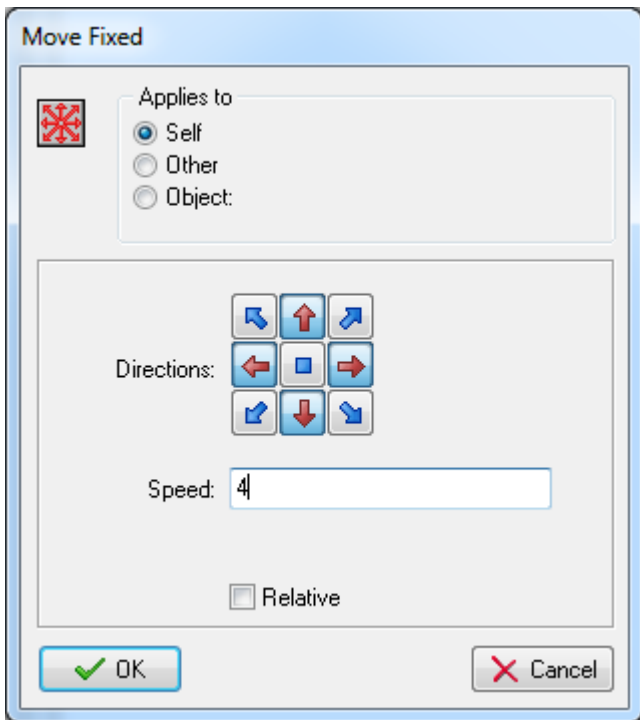 Move Fixed
Applies to
Self
Other
Object:
Directions:
Speed: 4
Relative
OK Cancel